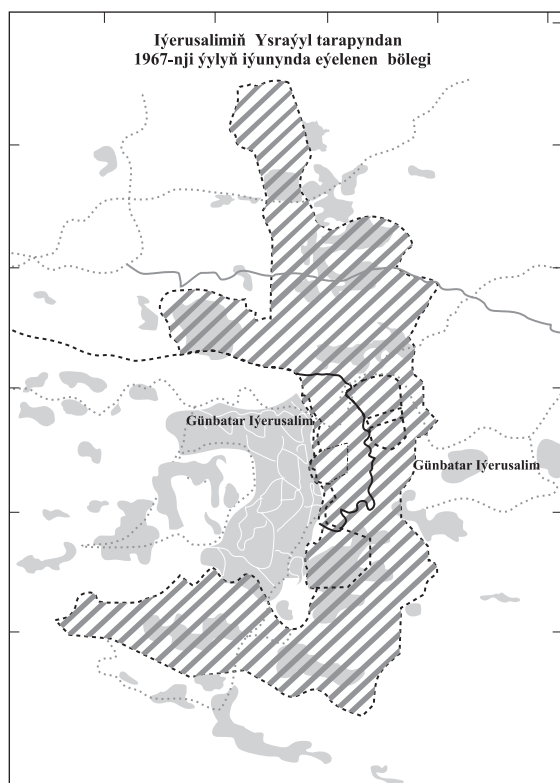 Iýerusalimiň Ysraýyl tarapyndan
1967-nji ýylyň iýunynda eýelenen bölegi
Günbatar Iýerusalim
Günbatar Iýerusalim